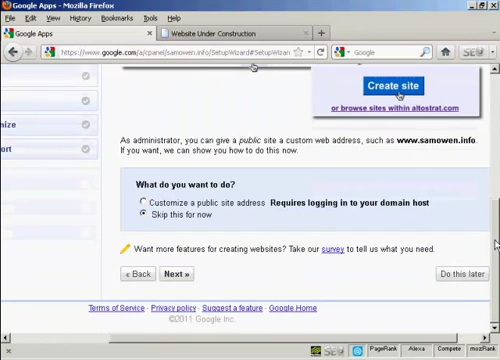 Google Apps - Mozilla Firefox
File Edit View History Bookmarks Tools Help
Google Apps
Website Under Construction
https://www.google.com/a/cpanel/samowen.info/SetupWizard#SetupWizard
Google
Create site
or browse sites within altostrat.com
mize
ort
As administrator, you can give a public site a custom web address, such as www.samowen.info.
If you want, we can show you how to do this now.
What do you want to do?
Customize a public site address Requires logging in to your domain host
Skip this for now
Want more features for creating websites? Take our survey to tell us what you need.
« Back Next » Do this later
Terms of Service - Privacy policy - Suggest a feature - Google Home
©2011 Google Inc.
PageRank Alexa Compete mozRank